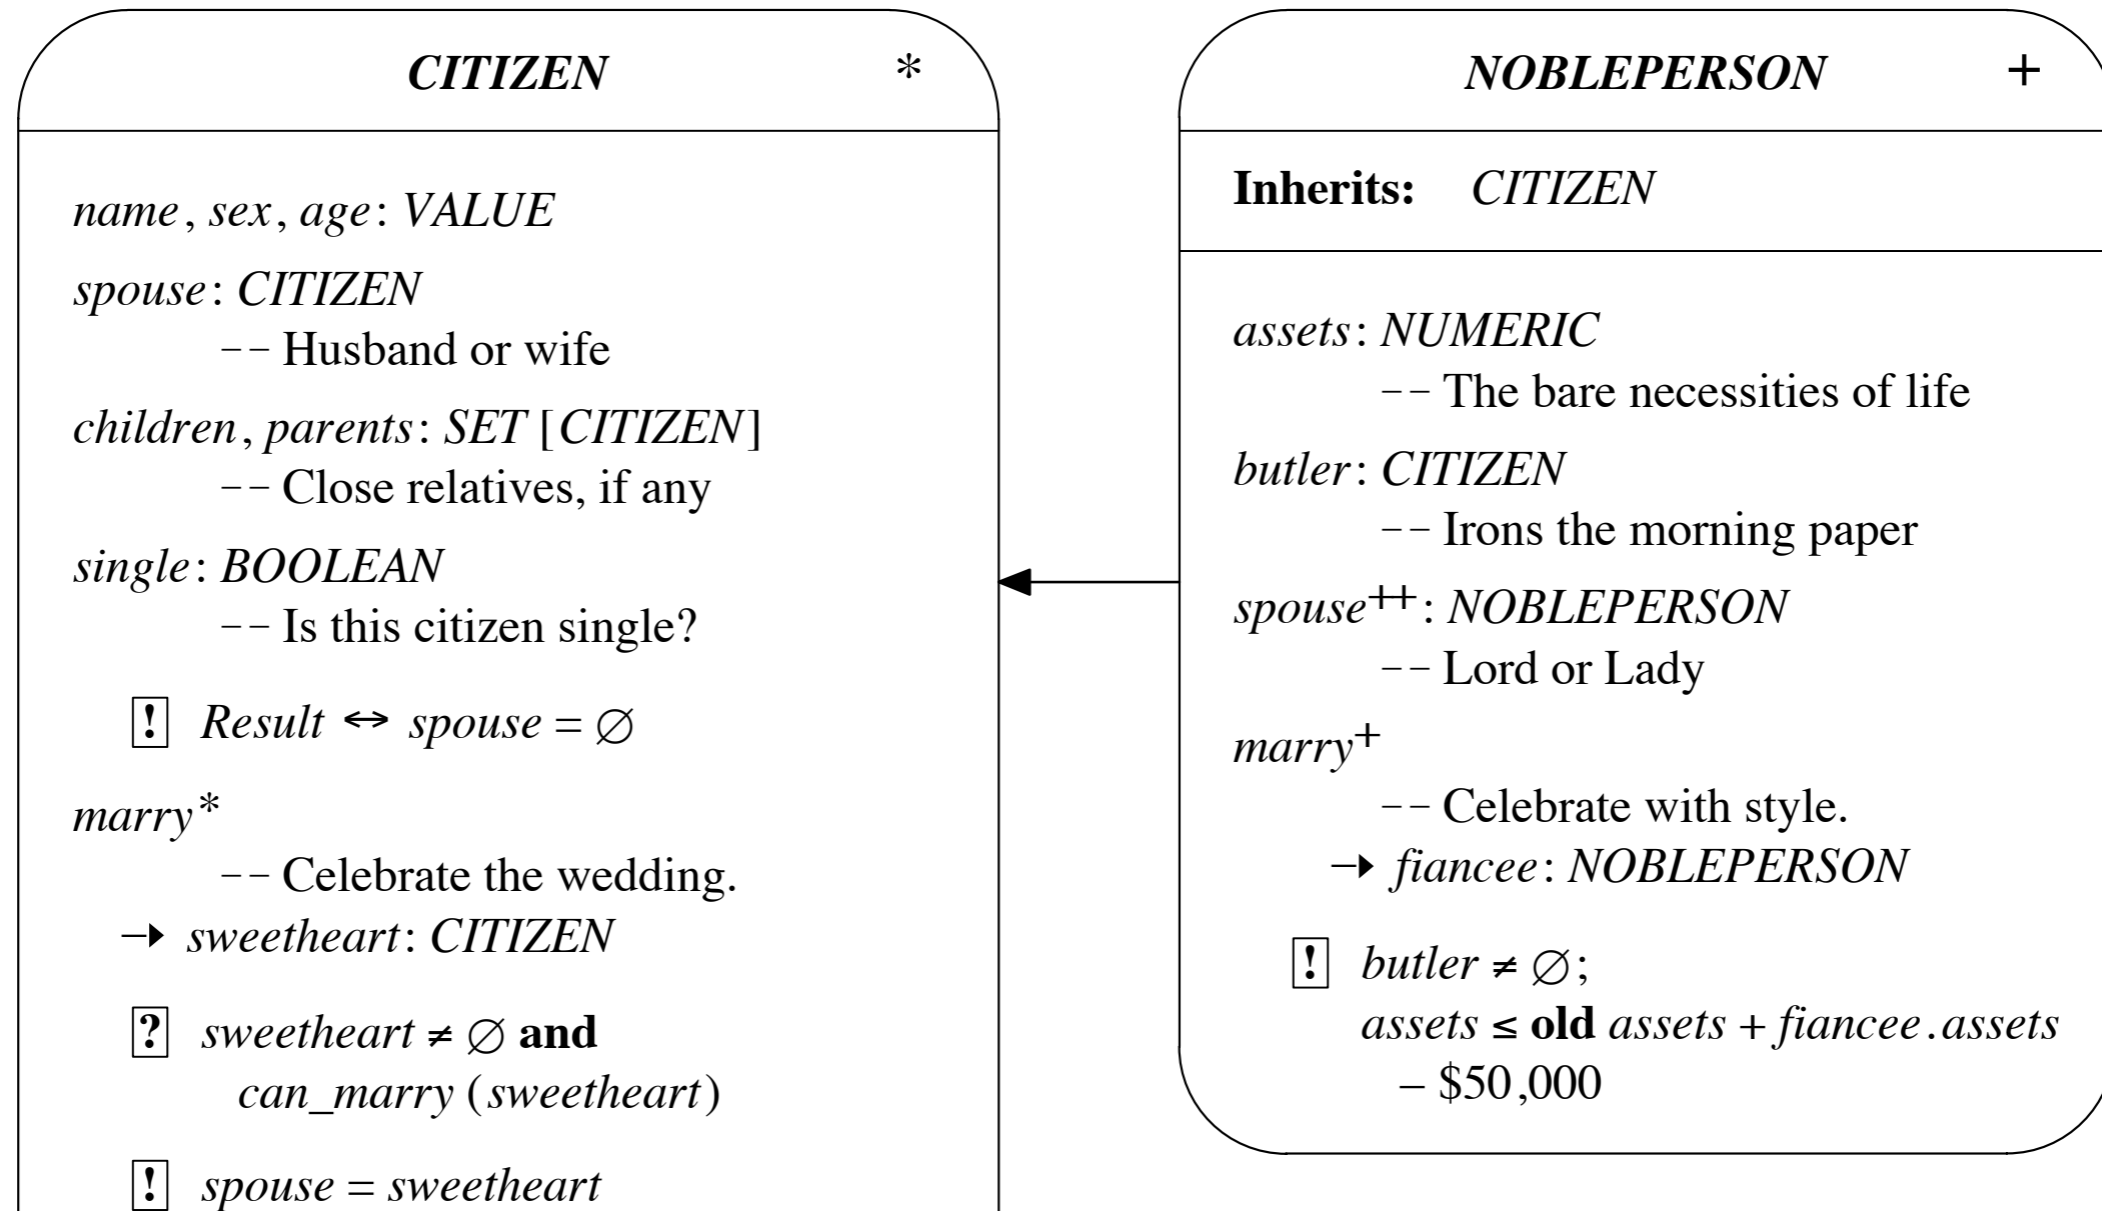 CITIZEN *
name, sex, age: VALUE
spouse: CITIZEN
-- Husband or wife
children, parents: SET [CITIZEN]
-- Close relatives, if any
single: BOOLEAN
-- Is this citizen single?
! Result ↔ spouse = ∅
marry*
-- Celebrate the wedding.
→ sweetheart: CITIZEN
? sweetheart ≠ ∅ and
can_marry (sweetheart)
! spouse = sweetheart
NOBLEPERSON +
Inherits: CITIZEN
assets: NUMERIC
-- The bare necessities of life
butler: CITIZEN
-- Irons the morning paper
spouse++: NOBLEPERSON
-- Lord or Lady
marry+
-- Celebrate with style.
→ fiancee: NOBLEPERSON
! butler ≠ ∅;
assets ≤ old assets + fiancee.assets
– $50,000